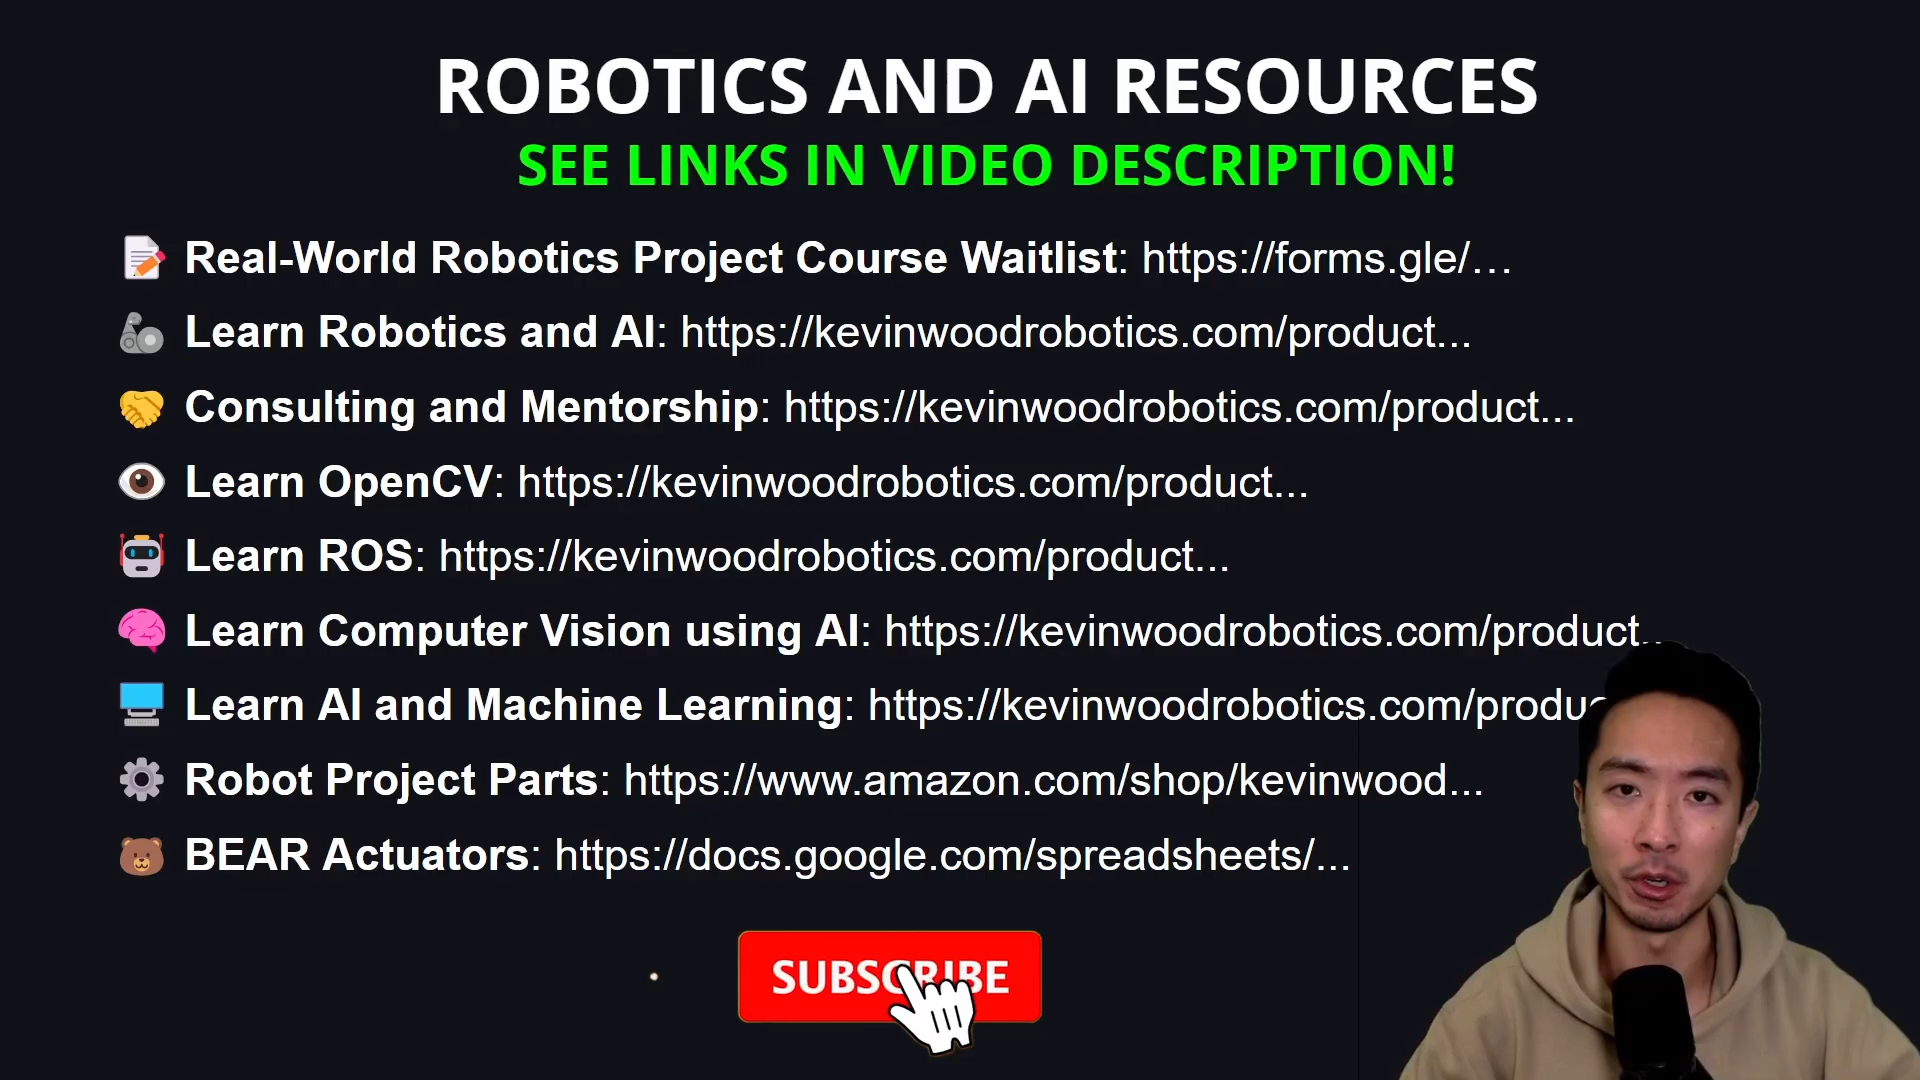 ROBOTICS AND AI RESOURCES
SEE LINKS IN VIDEO DESCRIPTION!
Real-World Robotics Project Course Waitlist: https://forms.gle/…
Learn Robotics and AI: https://kevinwoodrobotics.com/product...
Consulting and Mentorship: https://kevinwoodrobotics.com/product...
Learn OpenCV: https://kevinwoodrobotics.com/product...
Learn ROS: https://kevinwoodrobotics.com/product...
Learn Computer Vision using AI: https://kevinwoodrobotics.com/product...
Learn AI and Machine Learning: https://kevinwoodrobotics.com/produc
Robot Project Parts: https://www.amazon.com/shop/kevinwood...
BEAR Actuators: https://docs.google.com/spreadsheets/...
SUBSCRIBE